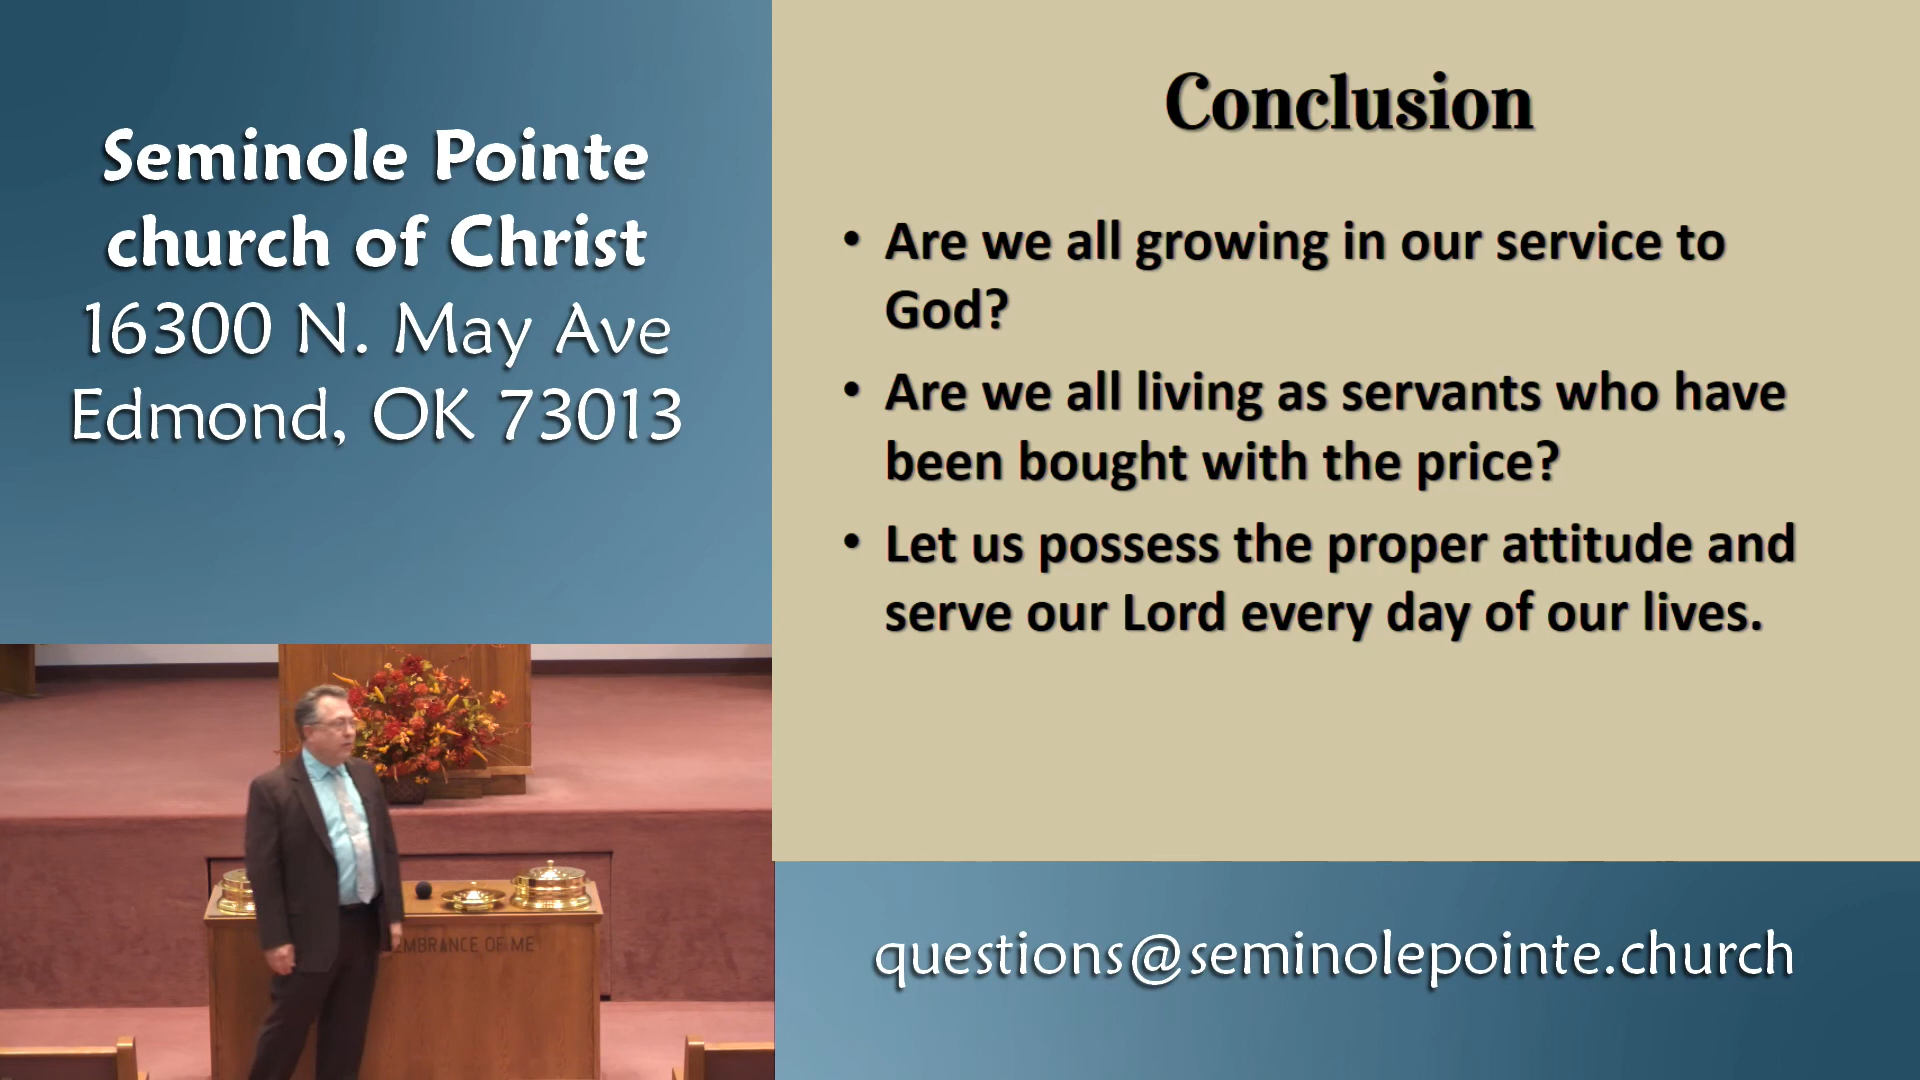 Seminole Pointe
church of Christ
16300 N. May Ave
Edmond, OK 73013
Conclusion
• Are we all growing in our service to
God?
• Are we all living as servants who have
been bought with the price?
• Let us possess the proper attitude and
serve our Lord every day of our lives.
OF ME
questions@seminolepointe.church